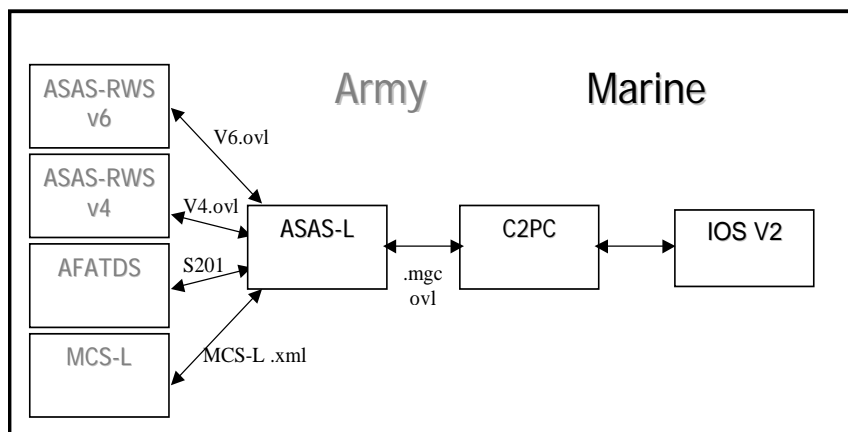 Army
Marine
ASAS-RWS
v6
V6.ovl
ASAS-RWS
v4
V4.ovl
ASAS-L
C2PC
IOS V2
AFATDS
S201
.mgc
ovl
MCS-L
MCS-L .xml